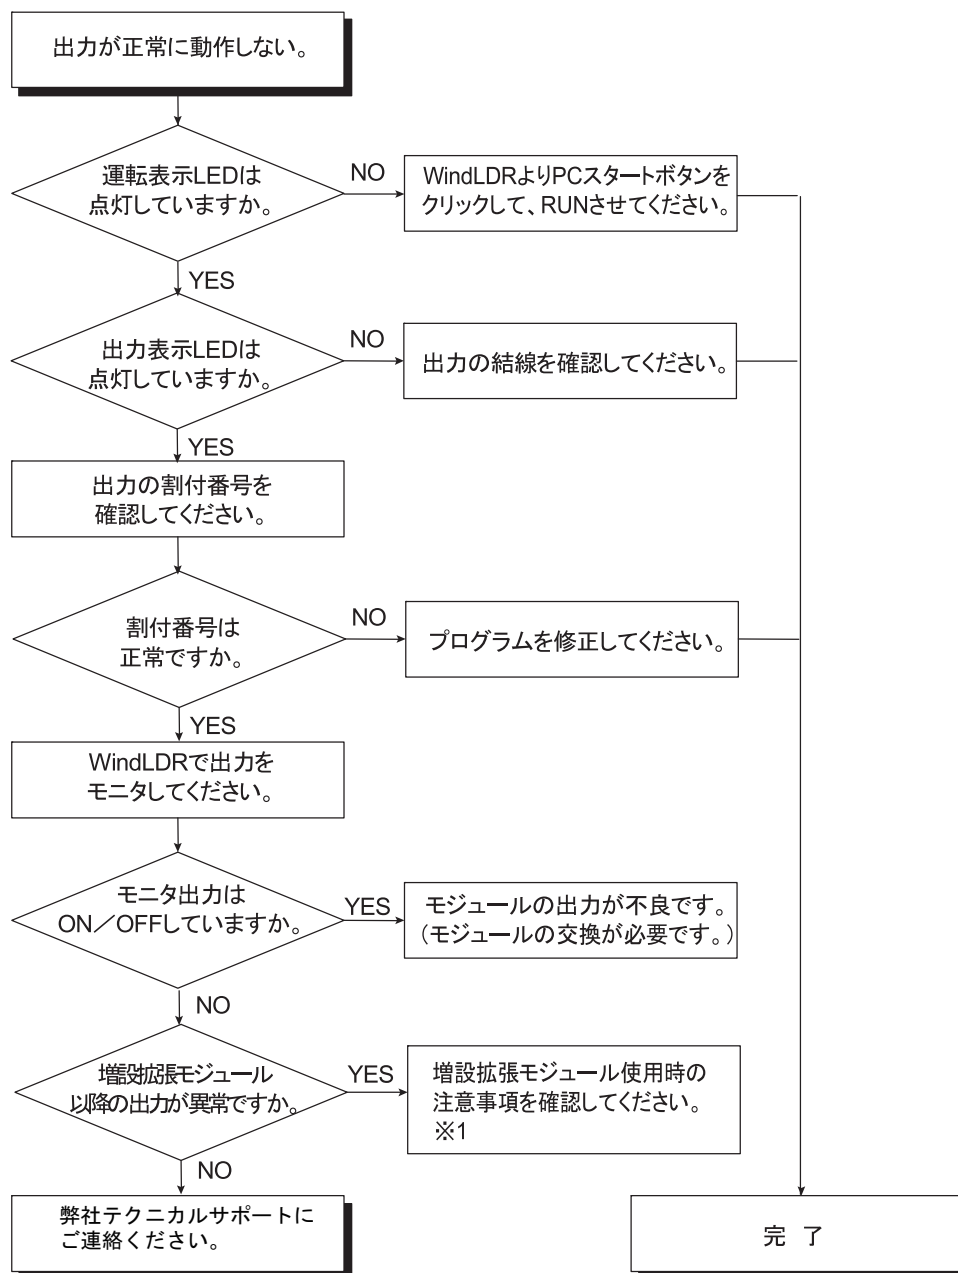 出力が正常に動作しない。
運転表示LEDは
点灯していますか。
NO
WindLDRよりPCスタートボタンを
クリックして、RUNさせてください。
YES
出力表示LEDは
点灯していますか。
NO
出力の結線を確認してください。
YES
出力の割付番号を
確認してください。
割付番号は
正常ですか。
NO
プログラムを修正してください。
YES
WindLDRで出力を
モニタしてください。
モニタ出力は
ON／OFFしていますか。
YES
モジュールの出力が不良です。
（モジュールの交換が必要です。）
NO
増設拡張モジュール
以降の出力が異常ですか。
YES
増設拡張モジュール使用時の
注意事項を確認してください。
※1
NO
弊社テクニカルサポートに
ご連絡ください。
完 了